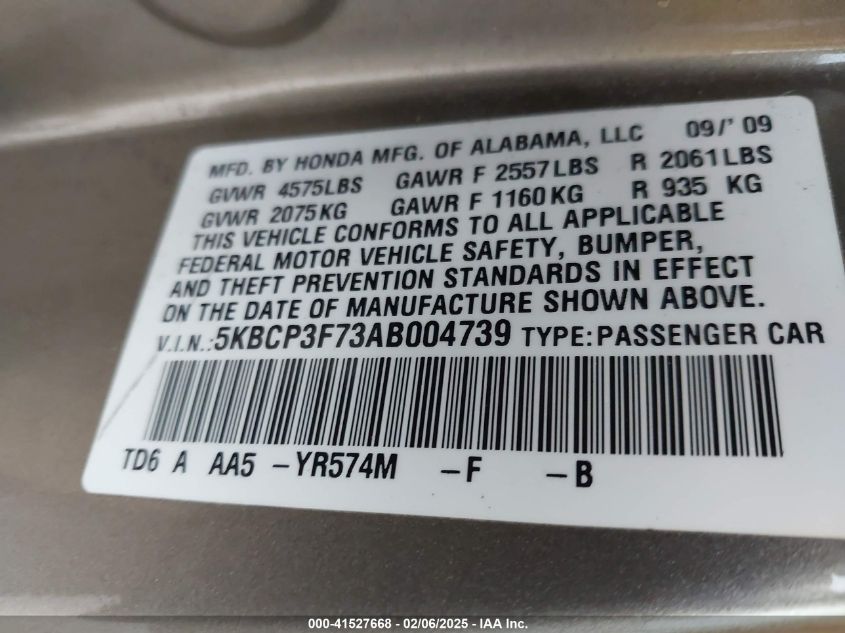 MFD. BY HONDA MFG. OF ALABAMA, LLC 09/' 09
GVWR 4575LBS GAWR F 2557LBS R 2061LBS
GVWR 2075KG GAWR F 1160KG R 935 KG
THIS VEHICLE CONFORMS TO ALL APPLICABLE
FEDERAL MOTOR VEHICLE SAFETY, BUMPER,
AND THEFT PREVENTION STANDARDS IN EFFECT
ON THE DATE OF MANUFACTURE SHOWN ABOVE.
V.I.N.:5KBCP3F73AB004739 TYPE:PASSENGER CAR
TD6 A AA5 -YR574M -F -B
000-41527668 - 02/06/2025 - IAA Inc.